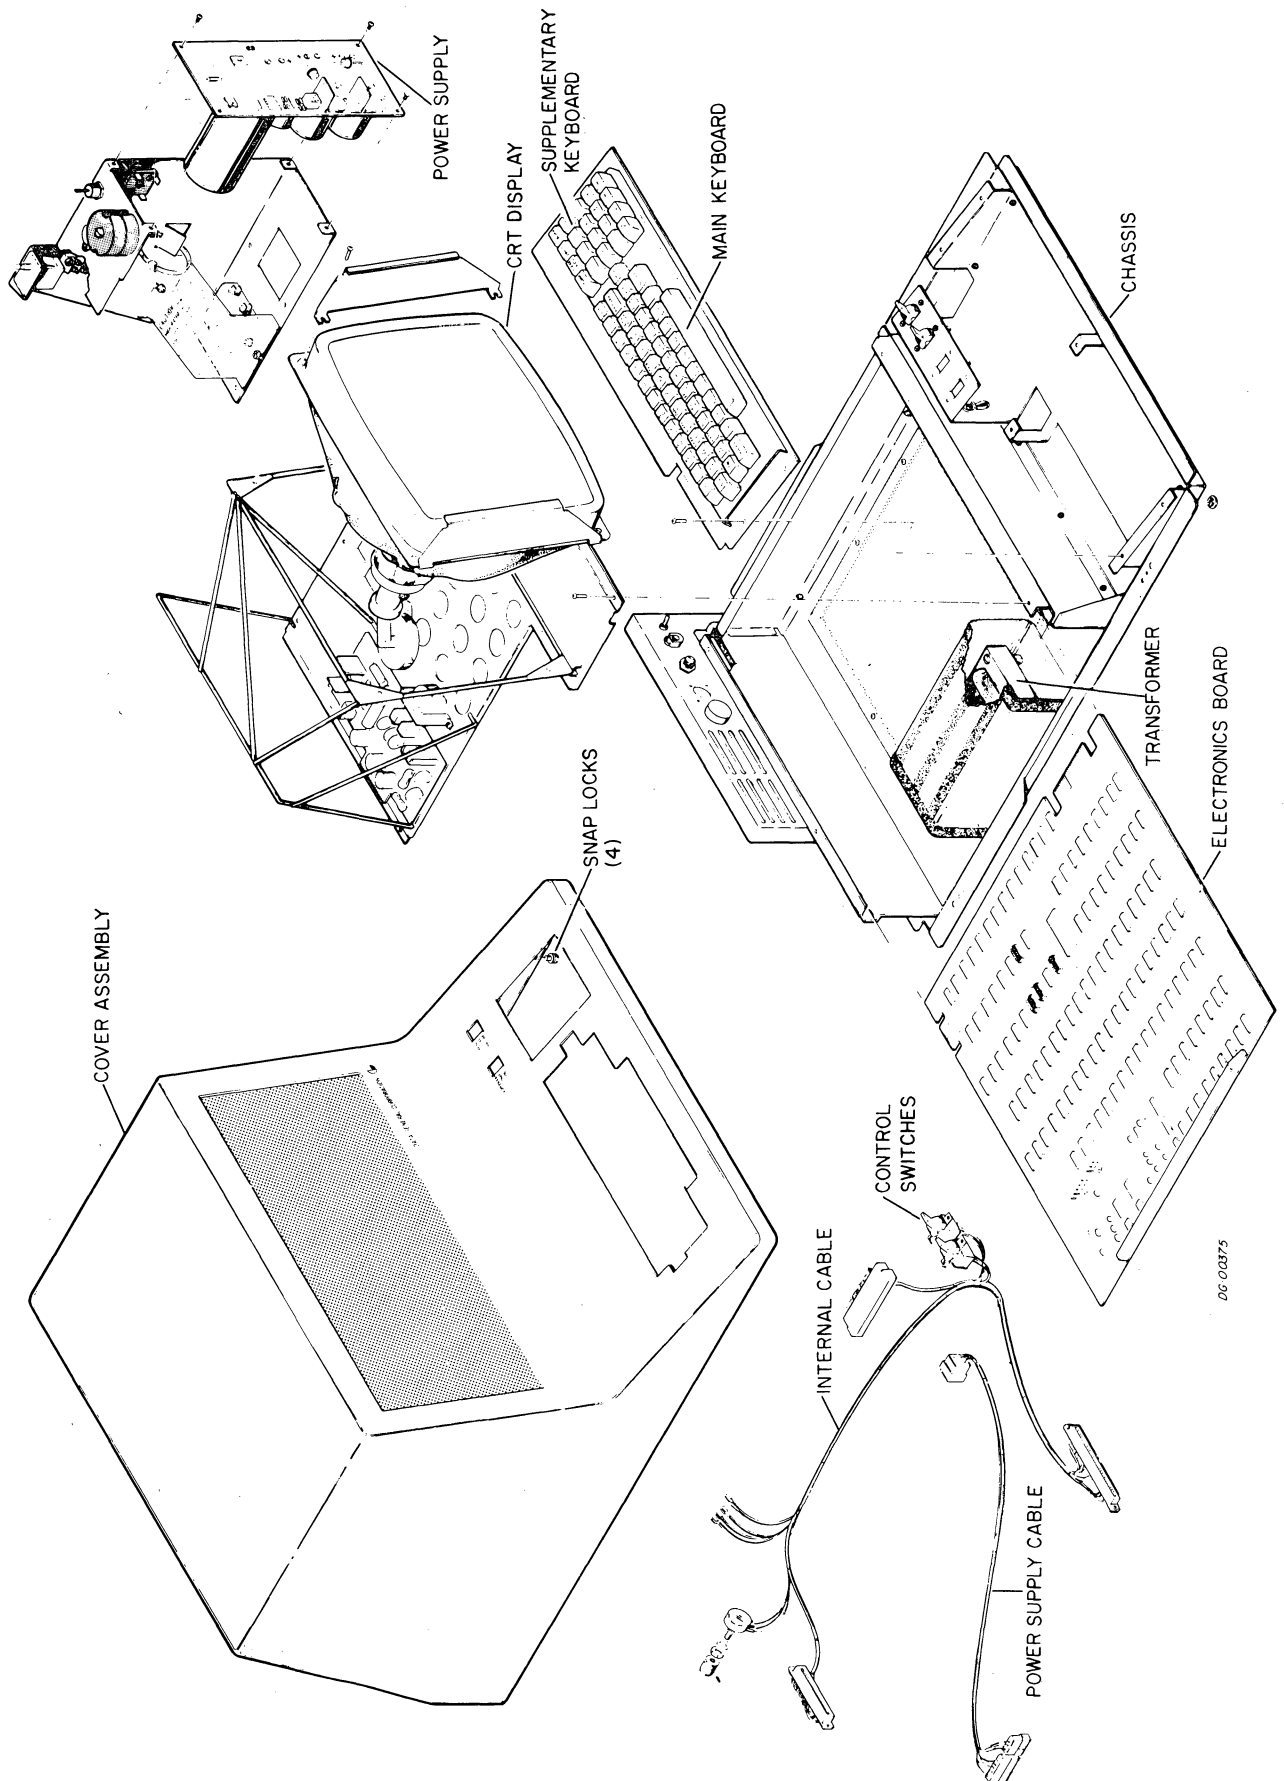 COVER ASSEMBLY
SNAP LOCKS
(4)
POWER SUPPLY
CRT DISPLAY
SUPPLEMENTARY
KEYBOARD
MAIN KEYBOARD
CHASSIS
TRANSFORMER
ELECTRONICS BOARD
CONTROL
SWITCHES
INTERNAL CABLE
POWER SUPPLY CABLE
DG 00375